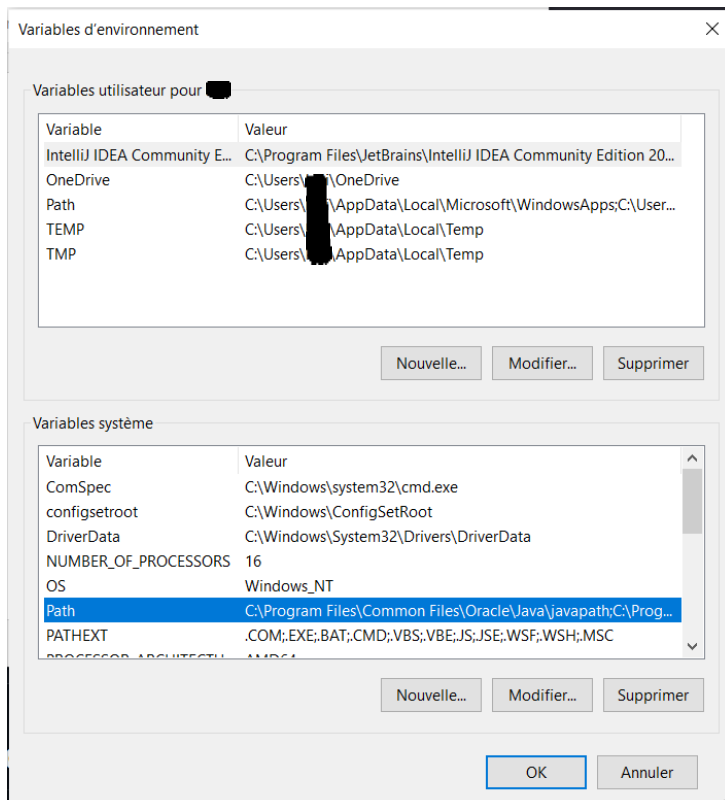 Variables d'environnement
Variables utilisateur pour
Variable Valeur
IntelliJ IDEA Community E... C:\Program Files\JetBrains\IntelliJ IDEA Community Edition 20...
OneDrive C:\Users\ \OneDrive
Path C:\Users\ \AppData\Local\Microsoft\WindowsApps;C:\User...
TEMP C:\Users\ \AppData\Local\Temp
TMP C:\Users\ \AppData\Local\Temp
Nouvelle... Modifier... Supprimer
Variables système
Variable Valeur
ComSpec C:\Windows\system32\cmd.exe
configsetroot C:\Windows\ConfigSetRoot
DriverData C:\Windows\System32\Drivers\DriverData
NUMBER_OF_PROCESSORS 16
OS Windows_NT
Path C:\Program Files\Common Files\Oracle\Java\javapath;C:\Prog...
PATHEXT .COM;.EXE;.BAT;.CMD;.VBS;.VBE;.JS;.JSE;.WSF;.WSH;.MSC
PROCESSOR_ARCHITECTU... AMD64
Nouvelle... Modifier... Supprimer
OK Annuler